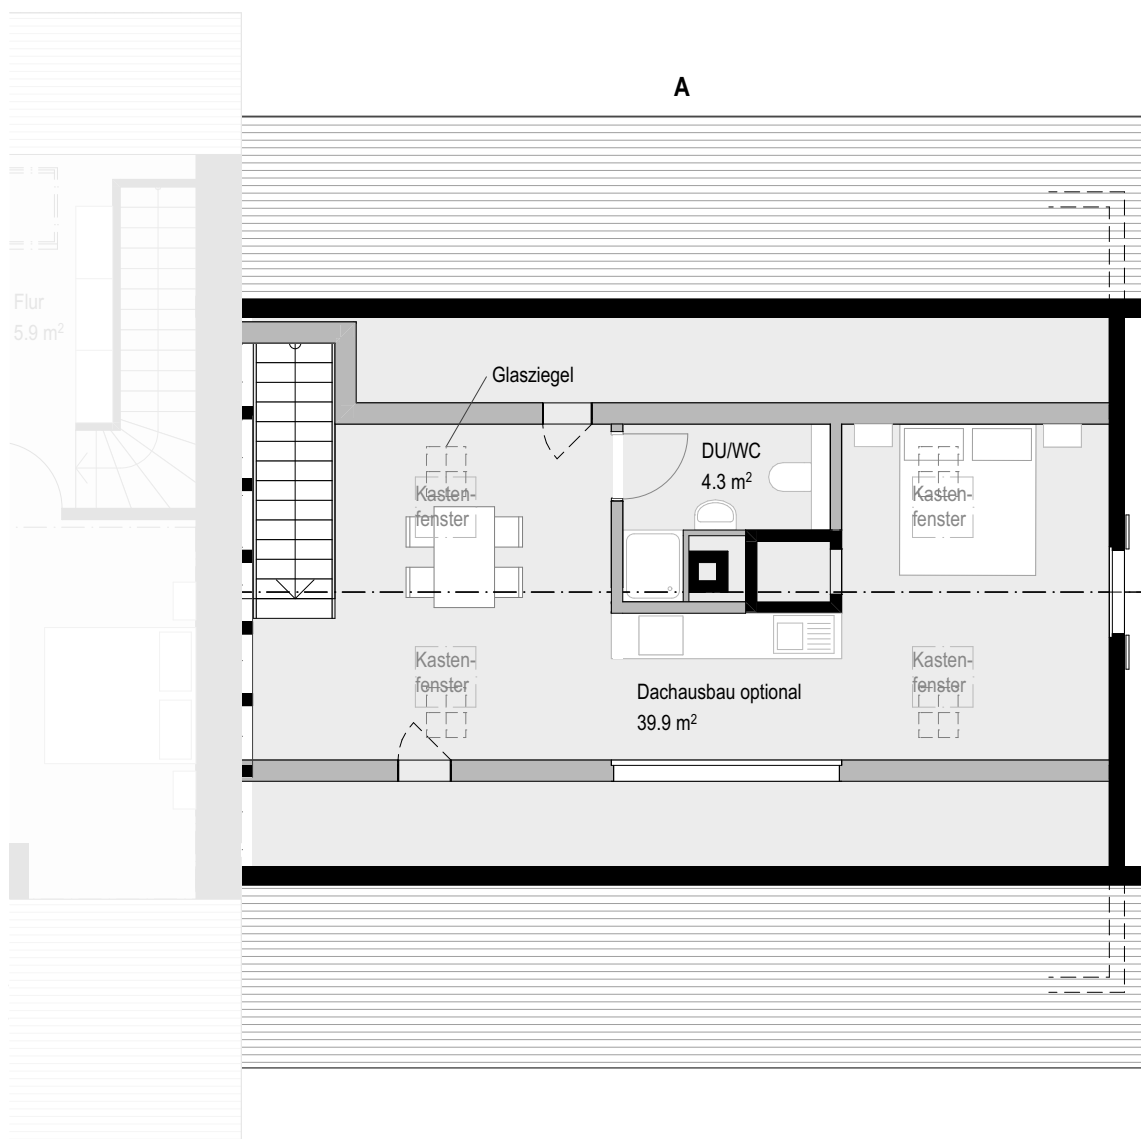 A
Flur
5.9 m²
Glasziegel
DU/WC
4.3 m²
Kasten-
fenster
Kasten-
fenster
Kasten-
fenster
Kasten-
fenster
Dachausbau optional
39.9 m²